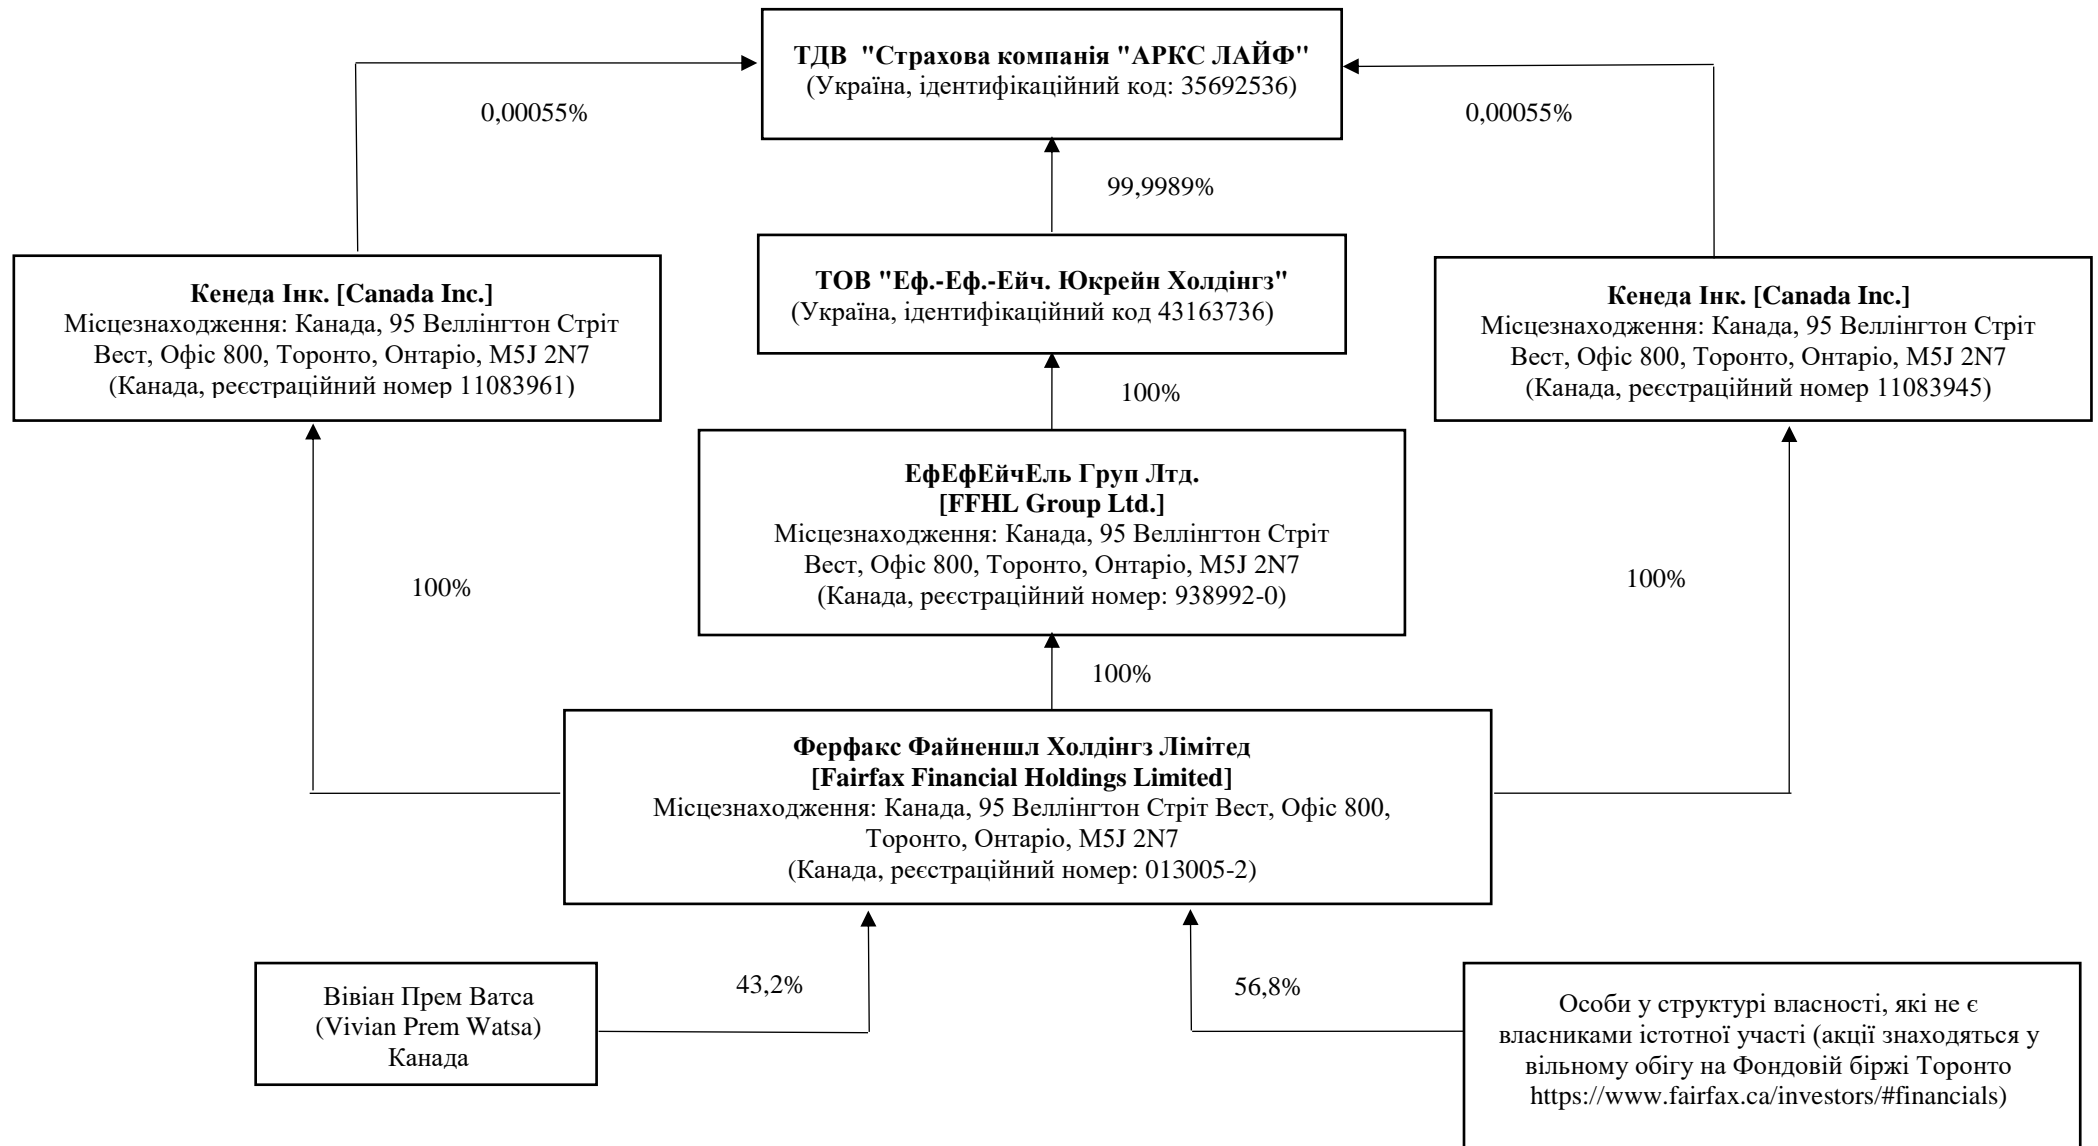 ТДВ "Страхова компанія "АРКС ЛАЙФ"
(Україна, ідентифікаційний код: 35692536)
0,00055%
0,00055%
99,9989%
Кенеда Інк. [Canada Inc.]
Місцезнаходження: Канада, 95 Веллінгтон Стріт
Вест, Офіс 800, Торонто, Онтаріо, M5J 2N7
(Канада, реєстраційний номер 11083961)
ТОВ "Еф.-Еф.-Ейч. Юкрейн Холдінгз"
(Україна, ідентифікаційний код 43163736)
Кенеда Інк. [Canada Inc.]
Місцезнаходження: Канада, 95 Веллінгтон Стріт
Вест, Офіс 800, Торонто, Онтаріо, M5J 2N7
(Канада, реєстраційний номер 11083945)
100%
ЕфЕфЕйчЕль Груп Лтд.
[FFHL Group Ltd.]
Місцезнаходження: Канада, 95 Веллінгтон Стріт
Вест, Офіс 800, Торонто, Онтаріо, M5J 2N7
(Канада, реєстраційний номер: 938992-0)
100%
100%
100%
Ферфакс Файненшл Холдінгз Лімітед
[Fairfax Financial Holdings Limited]
Місцезнаходження: Канада, 95 Веллінгтон Стріт Вест, Офіс 800,
Торонто, Онтаріо, M5J 2N7
(Канада, реєстраційний номер: 013005-2)
43,2%
56,8%
Вівіан Прем Ватса
(Vivian Prem Watsa)
Канада
Особи у структурі власності, які не є
власниками істотної участі (акції знаходяться у
вільному обігу на Фондовій біржі Торонто
https://www.fairfax.ca/investors/#financials)